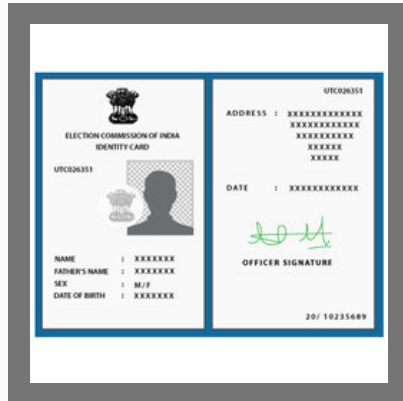 ELECTION COMMISSION OF INDIA
IDENTITY CARD
UTC026351
NAME : XXXXXXX
FATHER'S NAME : XXXXXXX
SEX : M/F
DATE OF BIRTH : XXXXXXX
UTC026351
ADDRESS : XXXXXXXXXXXXX
XXXXXXXXXXXX
XXXXXXXXXX
XXXXXX
XXXXX
DATE : XXXXXXXXXXXX
OFFICER SIGNATURE
20/ 10235689